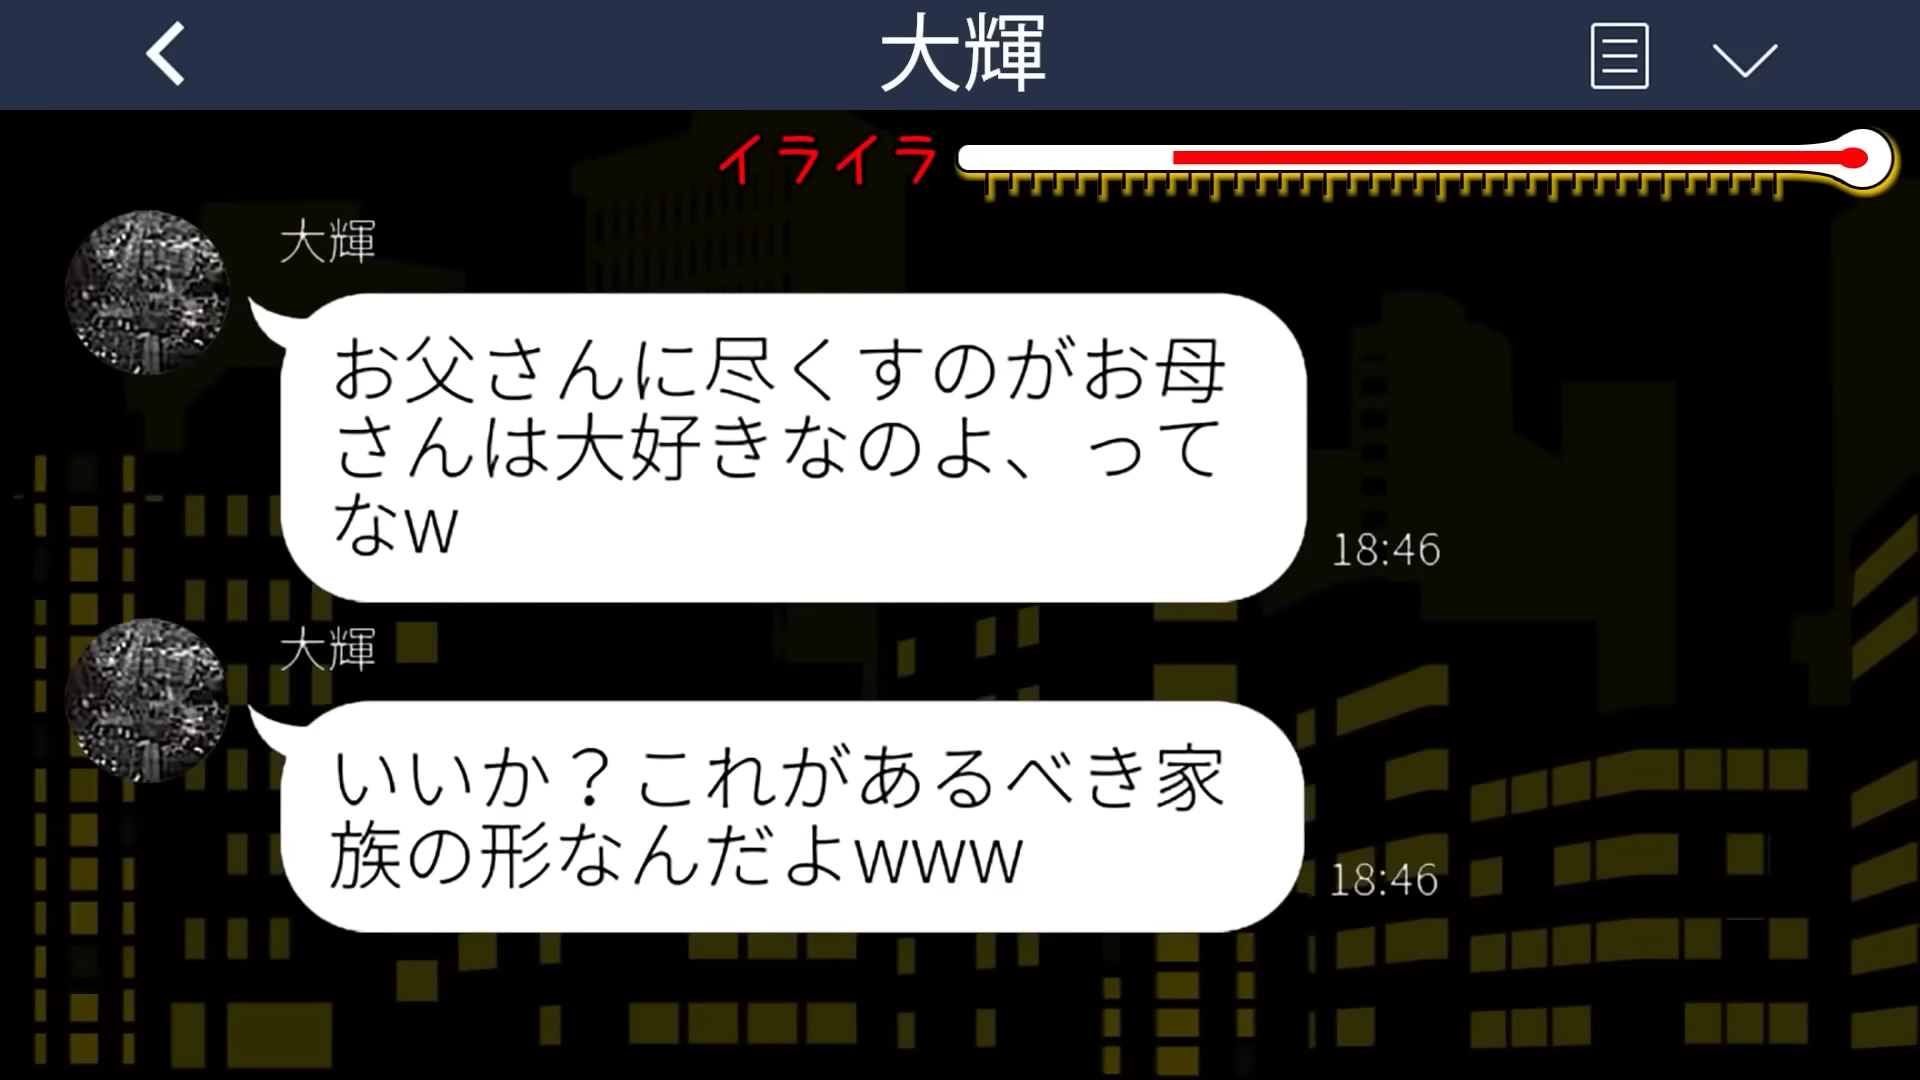 大輝
イライラ
大輝
お父さんに尽くすのがお母
さんは大好きなのよ、って
なw
18:46
大輝
いいか？これがあるべき家
族の形なんだよwww
18:46